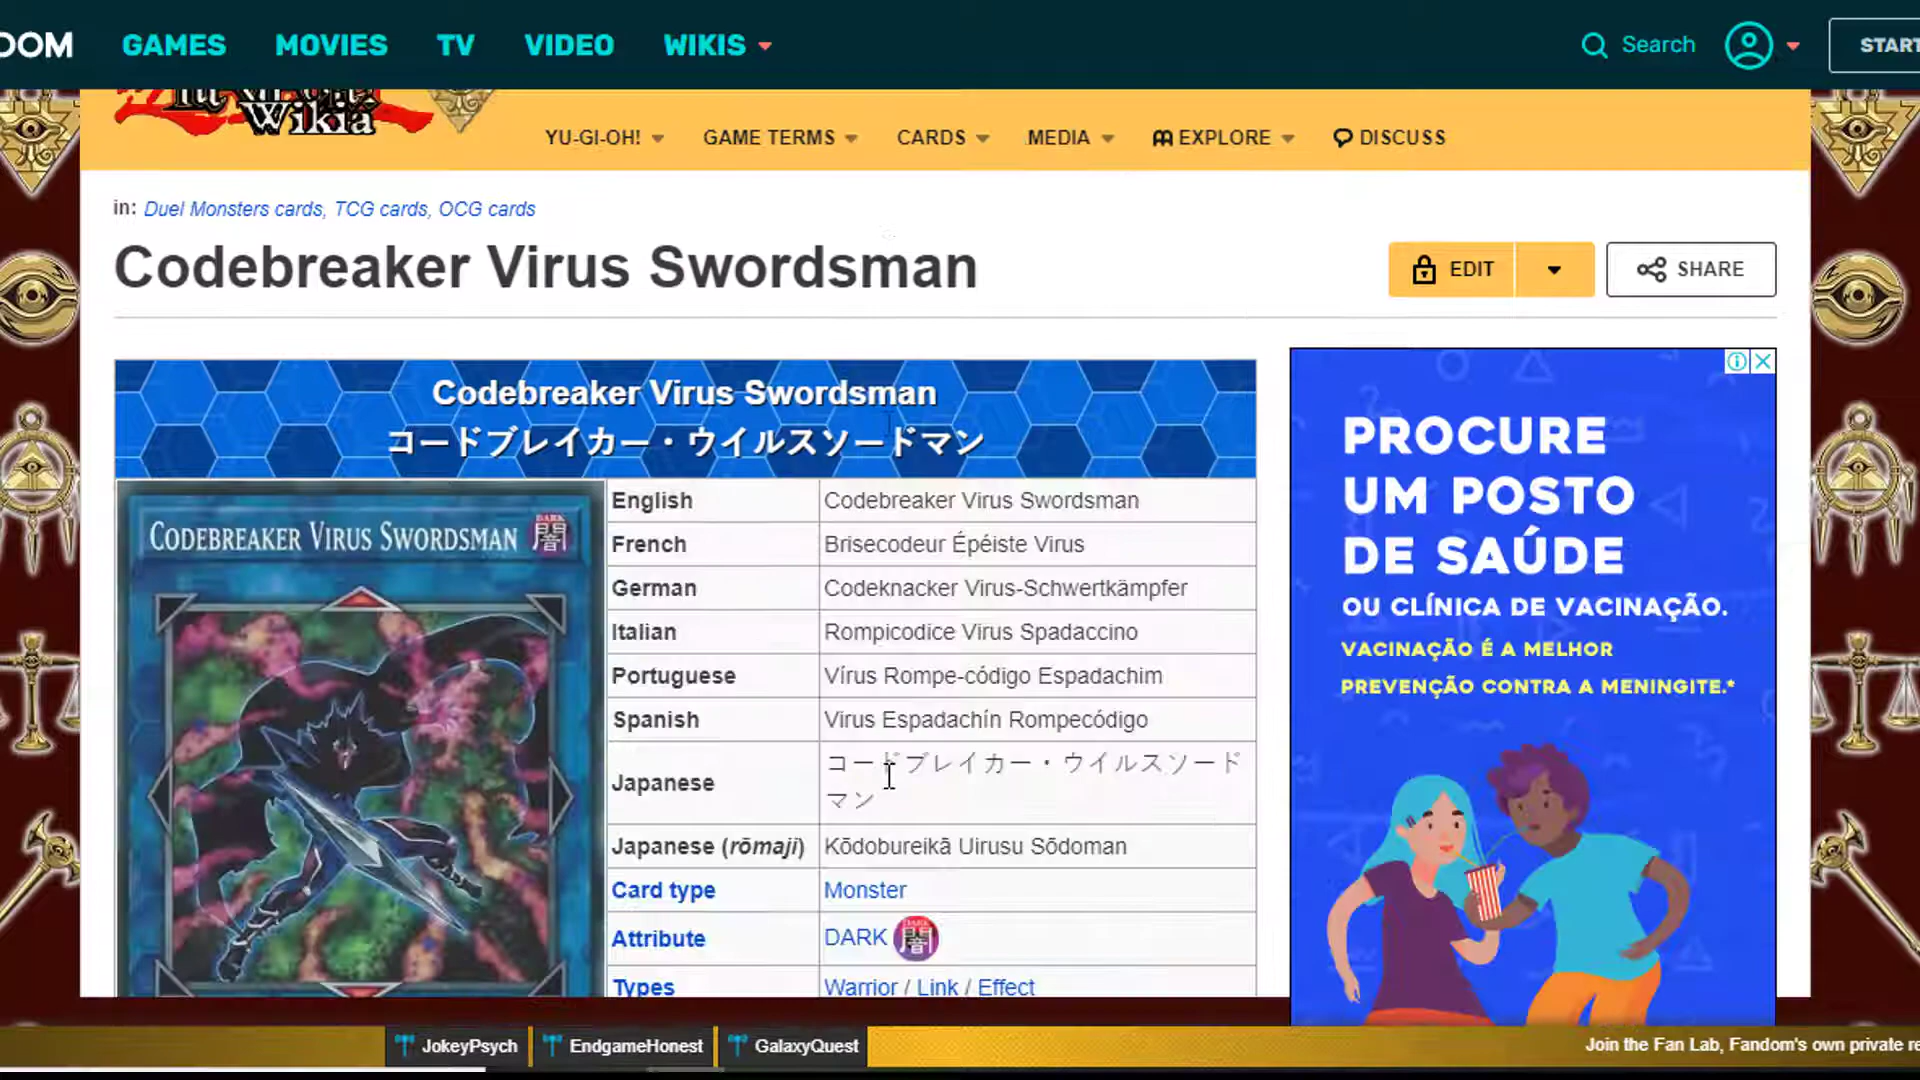 DOM GAMES MOVIES TV VIDEO WIKIS Search START
Wikia
YU-GI-OH! GAME TERMS CARDS MEDIA EXPLORE DISCUSS
in: Duel Monsters cards, TCG cards, OCG cards
Codebreaker Virus Swordsman
EDIT SHARE
Codebreaker Virus Swordsman
コードブレイカー・ウイルスソードマン
CODEBREAKER VIRUS SWORDSMAN DARK 闇
English Codebreaker Virus Swordsman
French Brisecodeur Épéiste Virus
German Codeknacker Virus-Schwertkämpfer
Italian Rompicodice Virus Spadaccino
Portuguese Vírus Rompe-código Espadachim
Spanish Virus Espadachín Rompecódigo
Japanese コードブレイカー・ウイルスソード
マン
Japanese (rōmaji) Kōdobureikā Uirusu Sōdoman
Card type Monster
Attribute DARK DARK 闇
Types Warrior / Link / Effect
PROCURE
UM POSTO
DE SAÚDE
OU CLÍNICA DE VACINAÇÃO.
VACINAÇÃO É A MELHOR
PREVENÇÃO CONTRA A MENINGITE.*
JokeyPsych EndgameHonest GalaxyQuest
Join the Fan Lab, Fandom's own private re